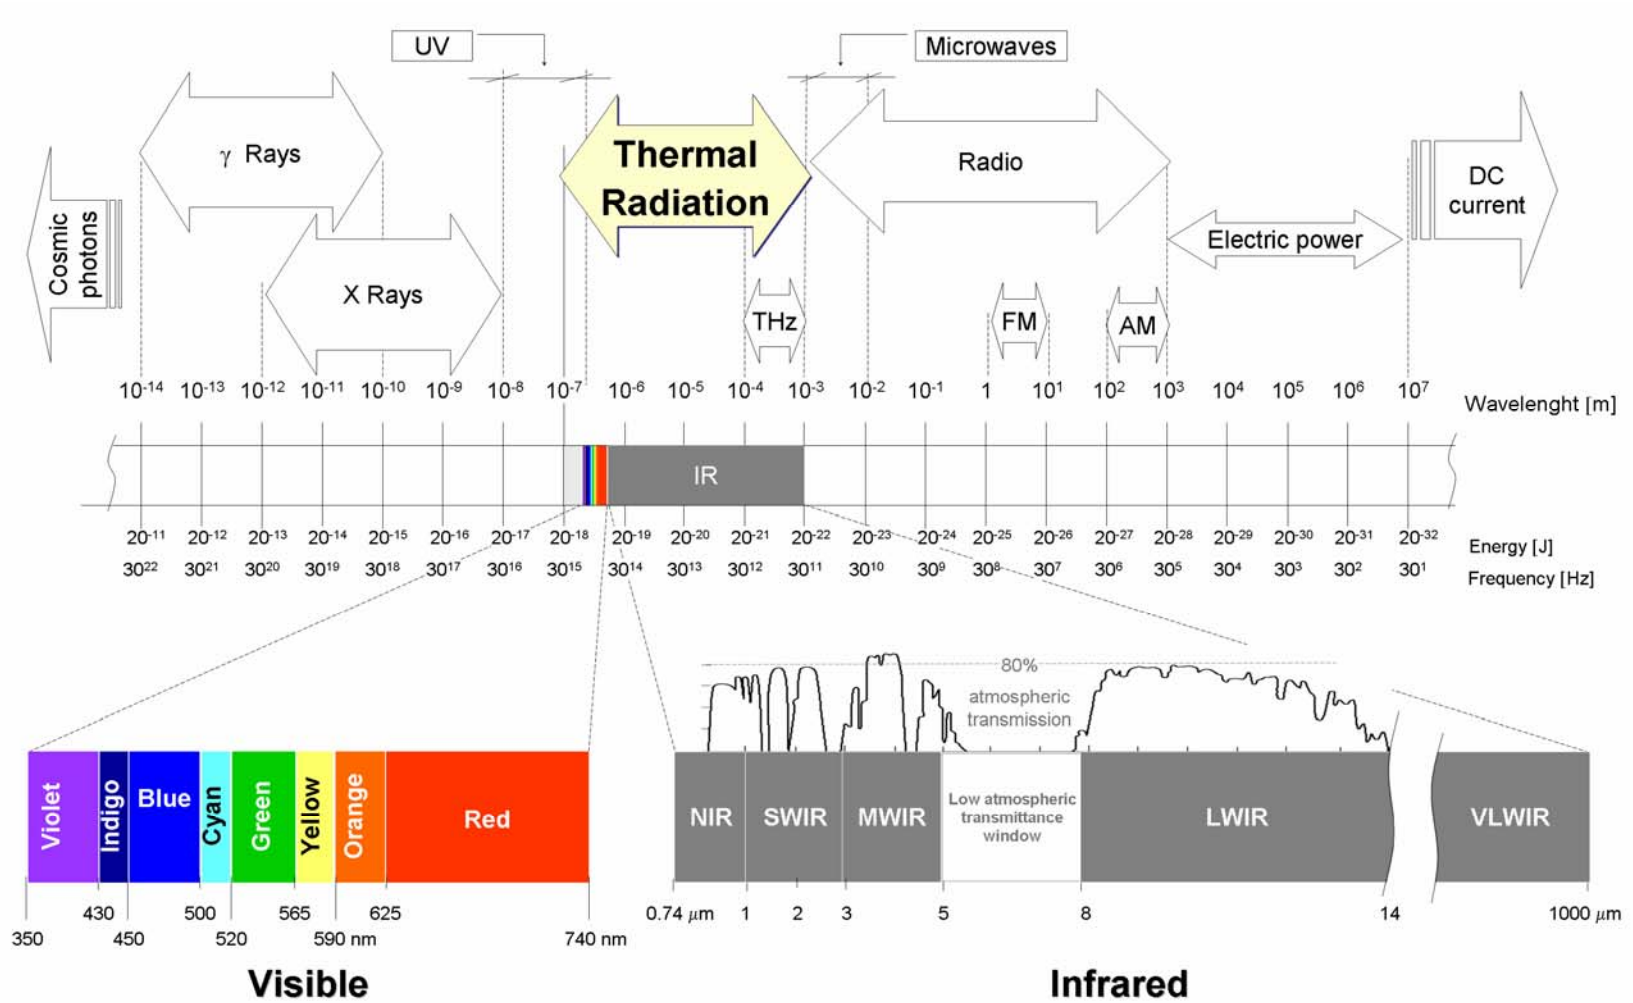 UV
Microwaves
γ Rays
Thermal
Radiation
Radio
DC
current
Cosmic
photons
Electric power
X Rays
THz
FM
AM
10-14 10-13 10-12 10-11 10-10 10-9 10-8 10-7 10-6 10-5 10-4 10-3 10-2 10-1 1 10¹ 10² 10³ 10⁴ 10⁵ 10⁶ 10⁷
Wavelenght [m]
IR
20-11 20-12 20-13 20-14 20-15 20-16 20-17 20-18 20-19 20-20 20-21 20-22 20-23 20-24 20-25 20-26 20-27 20-28 20-29 20-30 20-31 20-32
Energy [J]
30²² 30²¹ 30²⁰ 30¹⁹ 30¹⁸ 30¹⁷ 30¹⁶ 30¹⁵ 30¹⁴ 30¹³ 30¹² 30¹¹ 30¹⁰ 30⁹ 30⁸ 30⁷ 30⁶ 30⁵ 30⁴ 30³ 30² 30¹
Frequency [Hz]
80%
atmospheric
transmission
Violet
Indigo
Blue
Cyan
Green
Yellow
Orange
Red
NIR
SWIR
MWIR
Low atmospheric
transmittance
window
LWIR
VLWIR
430 500 565 625
350 450 520 590 nm 740 nm
0.74 μm 1 2 3 5 8 14 1000 μm
Visible
Infrared